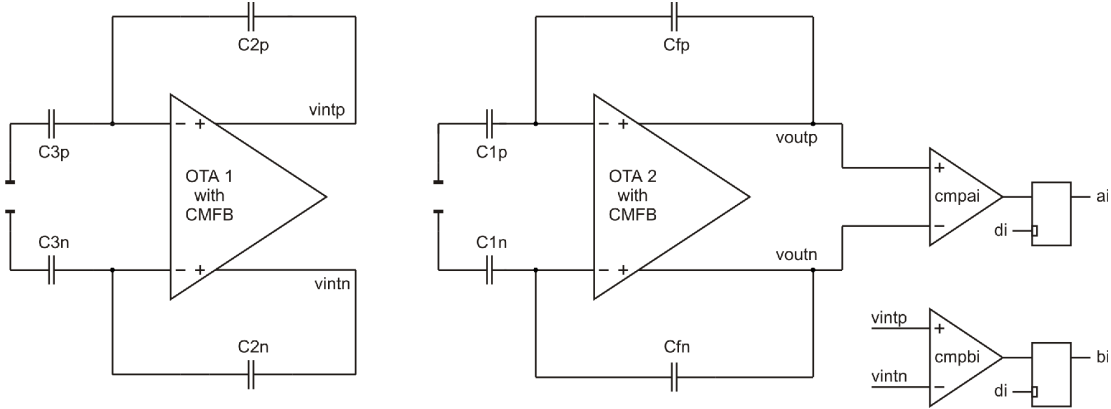 C2p
Cfp
vintp
voutp
C3p
C1p
− +
− +
OTA 1
with
CMFB
OTA 2
with
CMFB
+
cmpai
−
ai
di
C3n
C1n
− +
− +
vintn
voutn
vintp
+
cmpbi
vintn
−
bi
di
C2n
Cfn